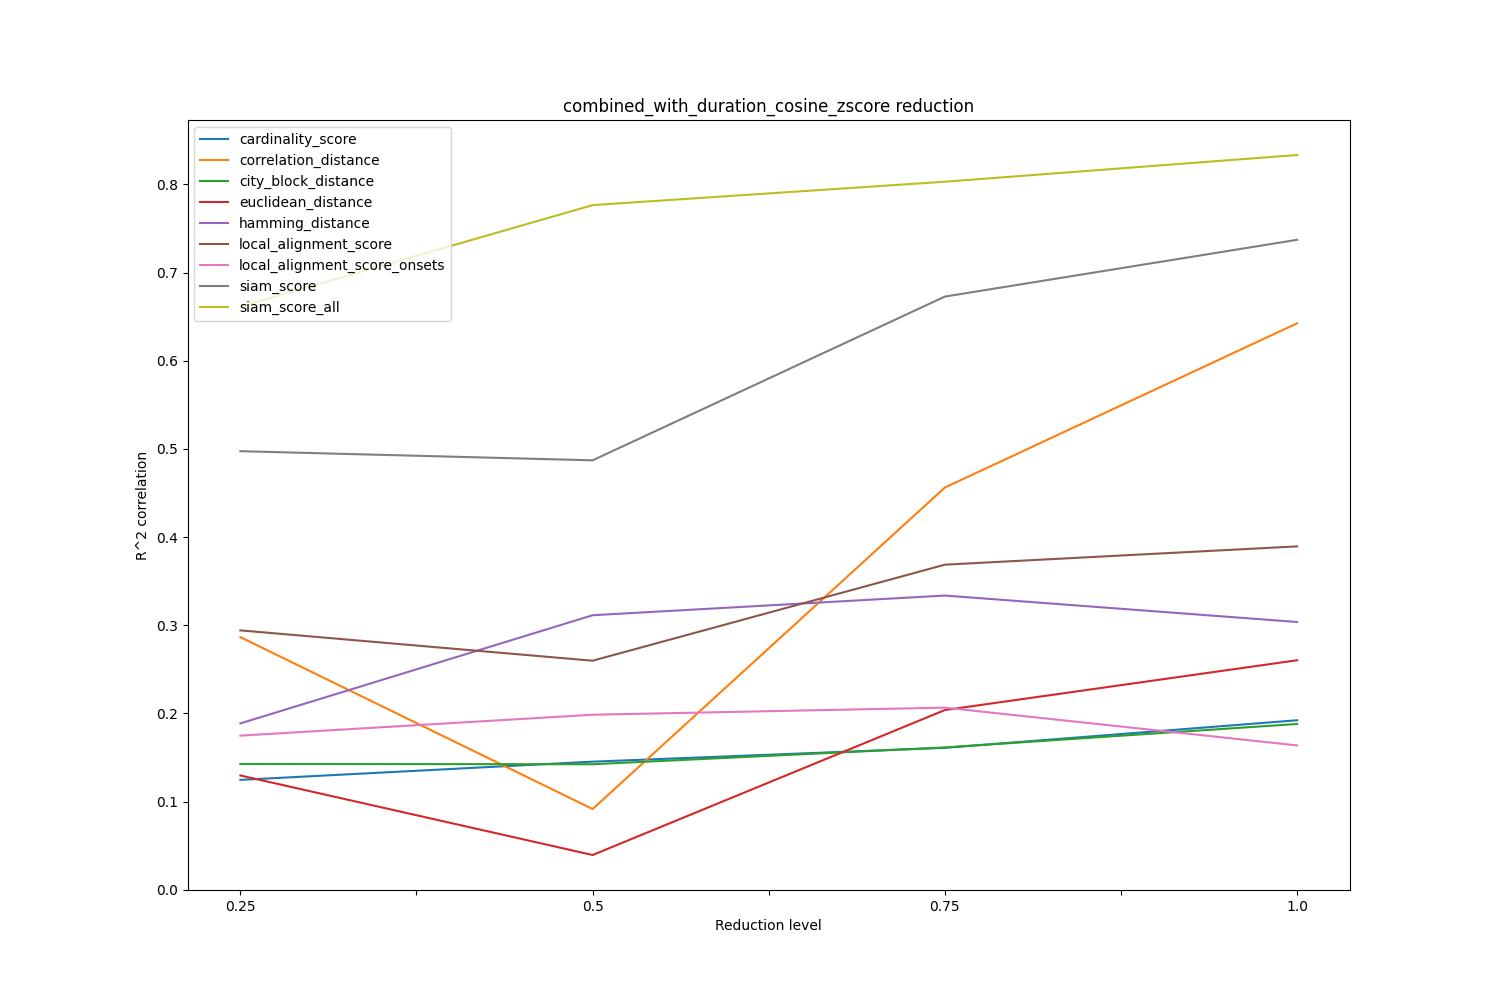 combined_with_duration_cosine_zscore reduction
cardinality_score
correlation_distance
city_block_distance
euclidean_distance
hamming_distance
local_alignment_score
local_alignment_score_onsets
siam_score
siam_score_all
R^2 correlation
0.8
0.7
0.6
0.5
0.4
0.3
0.2
0.1
0.0
0.25 0.5 0.75 1.0
Reduction level